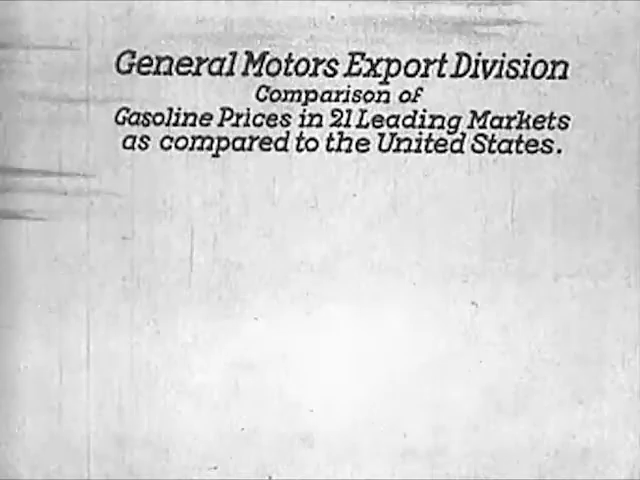 General Motors Export Division
Comparison of
Gasoline Prices in 21 Leading Markets
as compared to the United States.